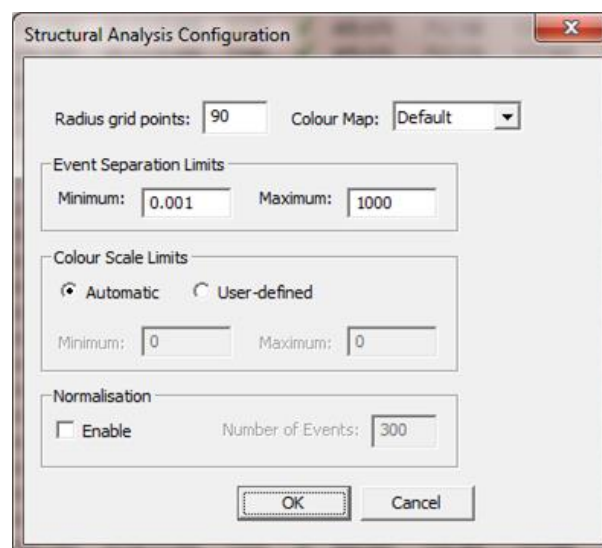 Structural Analysis Configuration
Radius grid points: 90 Colour Map: Default
Event Separation Limits
Minimum: 0.001 Maximum: 1000
Colour Scale Limits
Automatic User-defined
Minimum: 0 Maximum: 0
Normalisation
Enable Number of Events: 300
OK Cancel